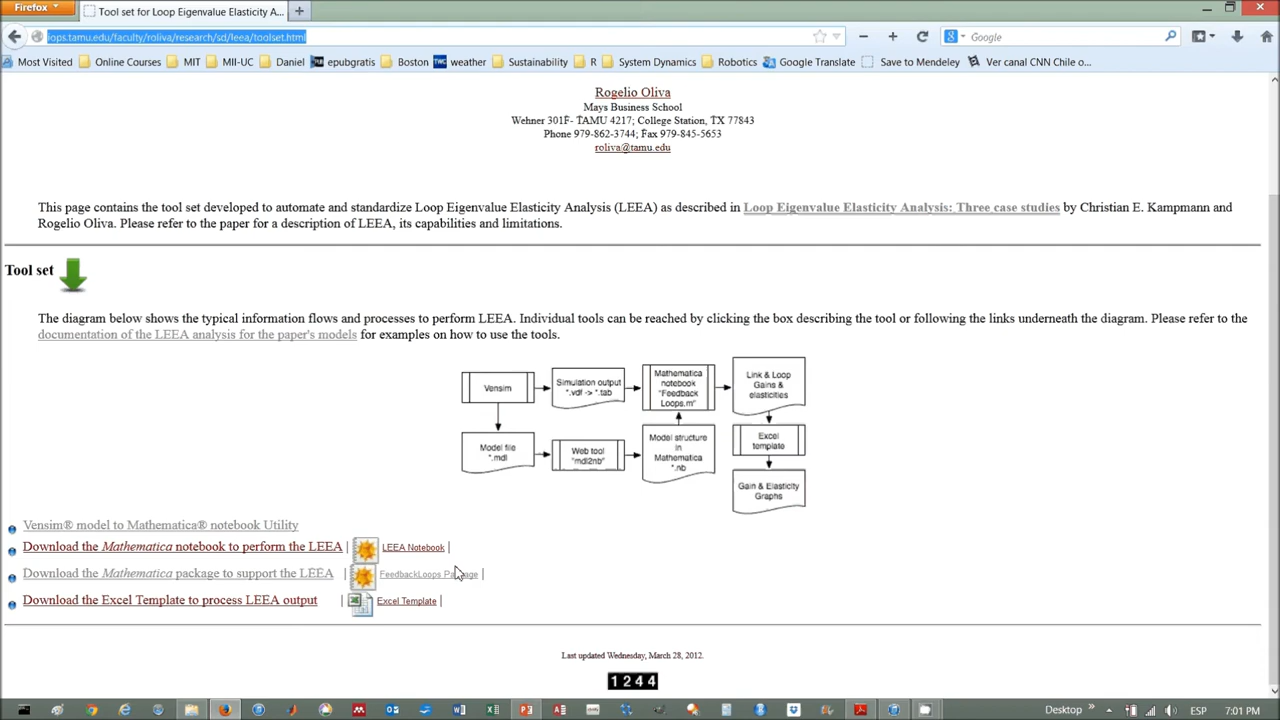 Firefox
Tool set for Loop Eigenvalue Elasticity A...
iops.tamu.edu/faculty/roliva/research/sd/leea/toolset.html
Google
Most Visited
Online Courses
MIT
MII-UC
Daniel
epubgratis
Boston
weather
Sustainability
R
System Dynamics
Robotics
Google Translate
Save to Mendeley
Ver canal CNN Chile o...
Rogelio Oliva
Mays Business School
Wehner 301F- TAMU 4217; College Station, TX 77843
Phone 979-862-3744; Fax 979-845-5653
roliva@tamu.edu
This page contains the tool set developed to automate and standardize Loop Eigenvalue Elasticity Analysis (LEEA) as described in Loop Eigenvalue Elasticity Analysis: Three case studies by Christian E. Kampmann and
Rogelio Oliva. Please refer to the paper for a description of LEEA, its capabilities and limitations.
Tool set
The diagram below shows the typical information flows and processes to perform LEEA. Individual tools can be reached by clicking the box describing the tool or following the links underneath the diagram. Please refer to the
documentation of the LEEA analysis for the paper's models for examples on how to use the tools.
Vensim
Simulation output
*.vdf -> *.tab
Mathematica
notebook
"Feedback
Loops.m"
Link & Loop
Gains &
elasticities
Model file
*.mdl
Web tool
"mdl2nb"
Model structure
in
Mathematica
*.nb
Excel
template
Gain & Elasticity
Graphs
Vensim® model to Mathematica® notebook Utility
Download the Mathematica notebook to perform the LEEA | LEEA Notebook |
Download the Mathematica package to support the LEEA | FeedbackLoops Package |
Download the Excel Template to process LEEA output | Excel Template |
Last updated Wednesday, March 28, 2012.
1244
Desktop
ESP
7:01 PM